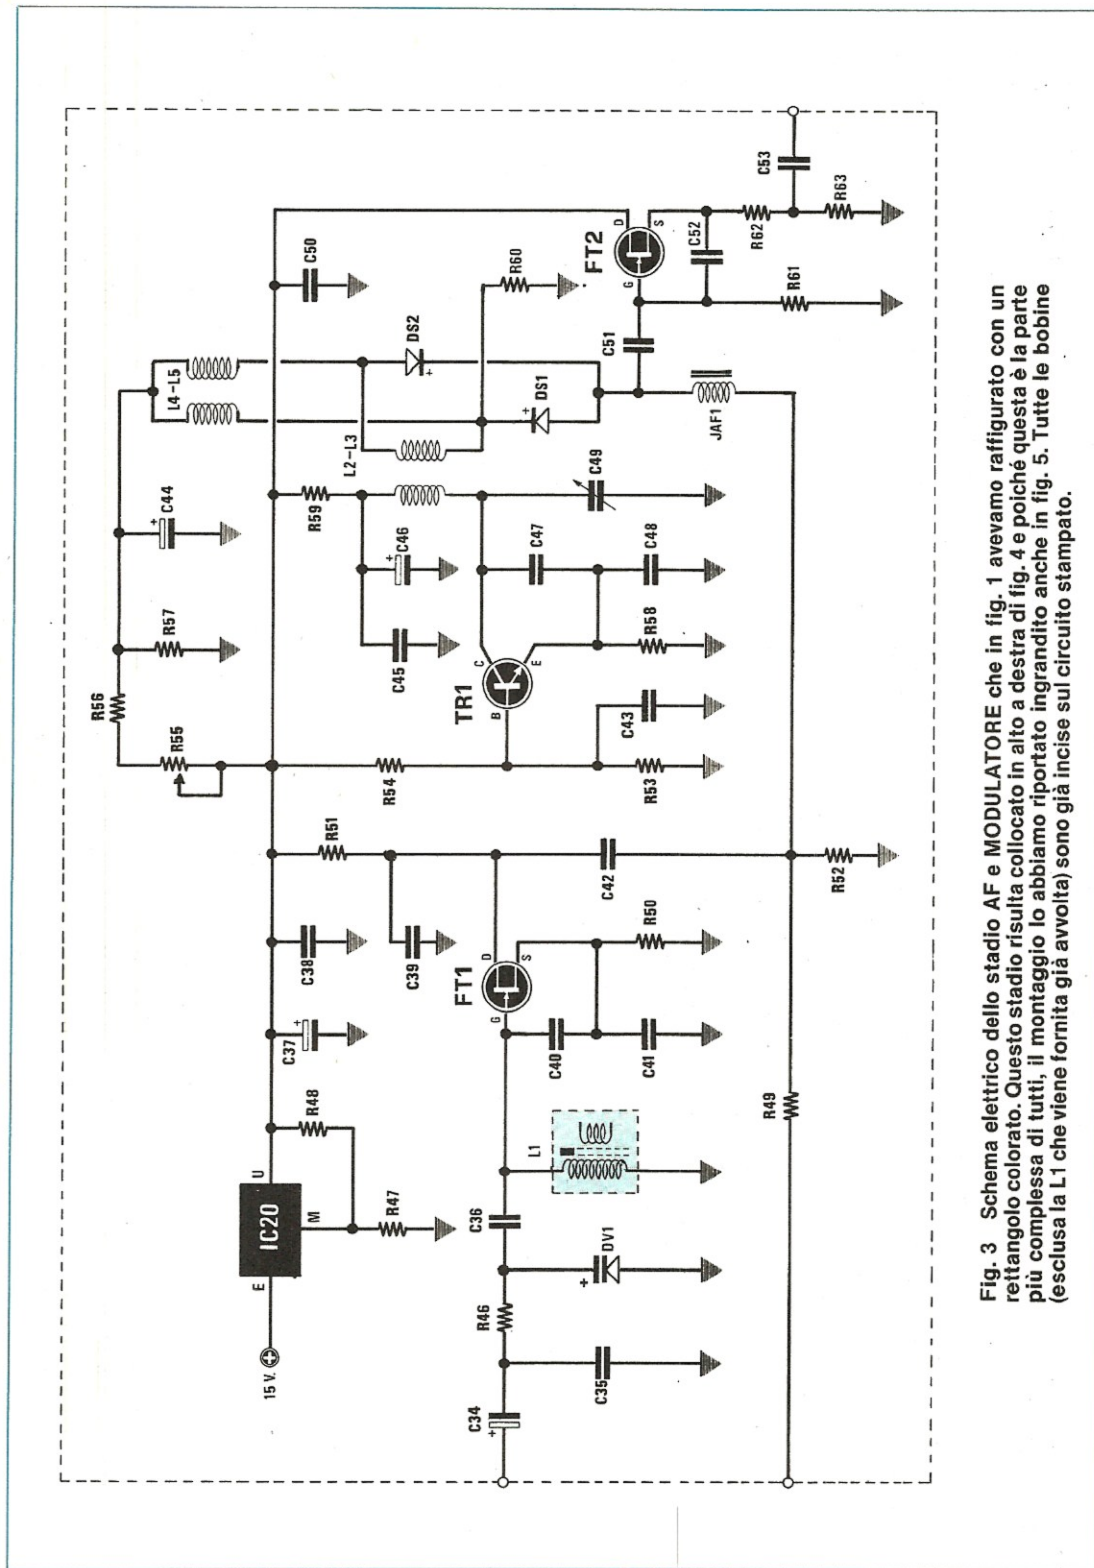 15 V.
E
IC20
U
M
R48
R47
C37
C38
R51
C39
R55
R56
R57
C44
R54
R59
L4-L5
L2-L3
C50
DS2
DS1
R60
C45
C46
C49
C47
C48
TR1
B
C
E
R58
C43
R53
FT2
D
S
G
C51
C52
R62
C53
R63
R61
JAF1
C34
C35
R46
DV1
C36
L1
FT1
G
D
S
C40
C41
R50
C42
R49
R52
Fig. 3 Schema elettrico dello stadio AF e MODULATORE che in fig. 1 avevamo raffigurato con un
rettangolo colorato. Questo stadio risulta collocato in alto a destra di fig. 4 e poiché questa è la parte
più complessa di tutti, il montaggio lo abbiamo riportato ingrandito anche in fig. 5. Tutte le bobine
(esclusa la L1 che viene fornita già avvolta) sono già incise sul circuito stampato.